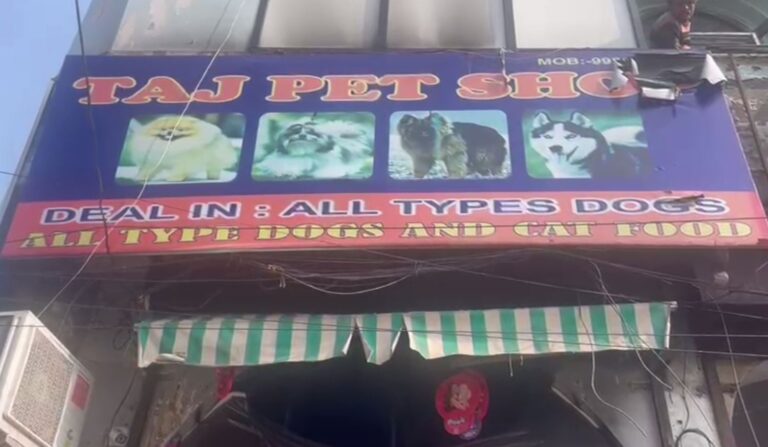 MOB:-99
TAJ PET SHO
DEAL IN : ALL TYPES DOGS
ALL TYPE DOGS AND CAT FOOD